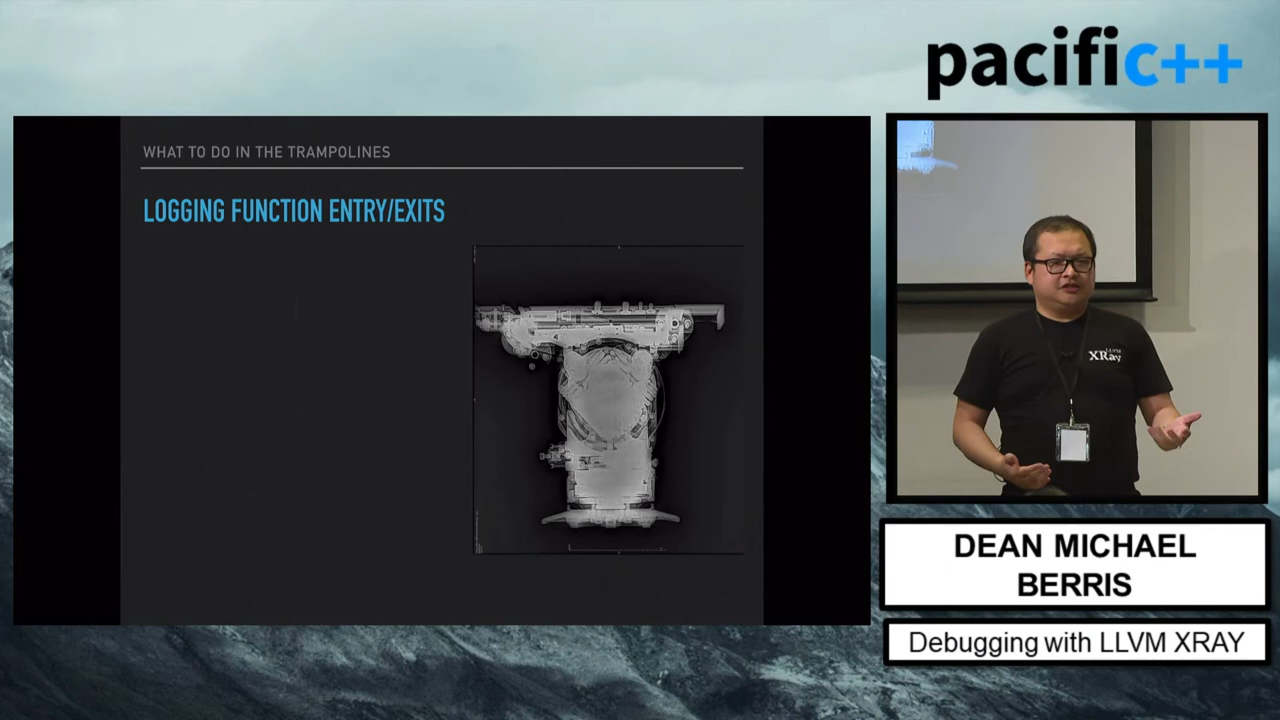 pacific++
WHAT TO DO IN THE TRAMPOLINES
LOGGING FUNCTION ENTRY/EXITS
LLVM
XRay
DEAN MICHAEL
BERRIS
Debugging with LLVM XRAY